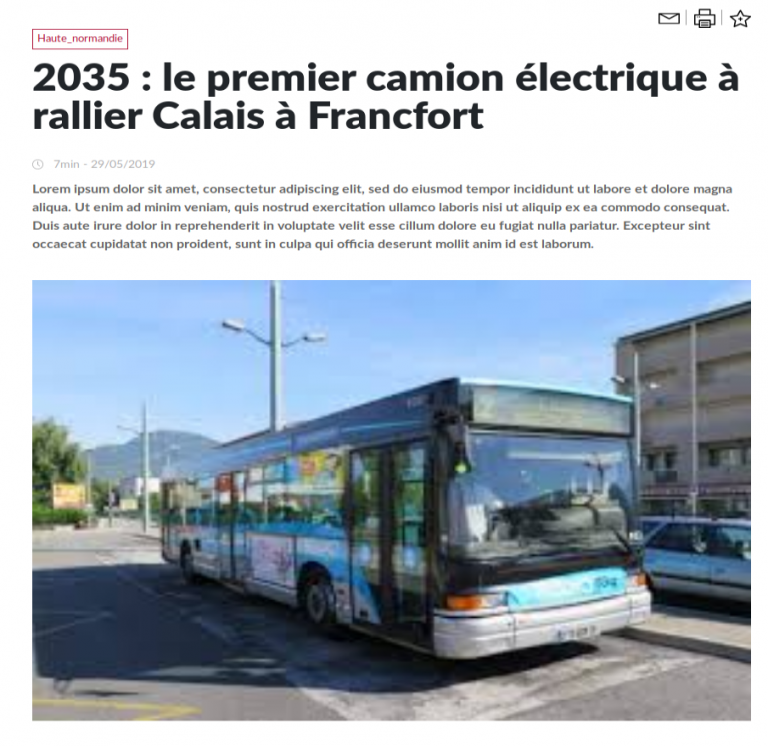 Haute_normandie
2035 : le premier camion électrique à
rallier Calais à Francfort
7min - 29/05/2019
Lorem ipsum dolor sit amet, consectetur adipiscing elit, sed do eiusmod tempor incididunt ut labore et dolore magna
aliqua. Ut enim ad minim veniam, quis nostrud exercitation ullamco laboris nisi ut aliquip ex ea commodo consequat.
Duis aute irure dolor in reprehenderit in voluptate velit esse cillum dolore eu fugiat nulla pariatur. Excepteur sint
occaecat cupidatat non proident, sunt in culpa qui officia deserunt mollit anim id est laborum.